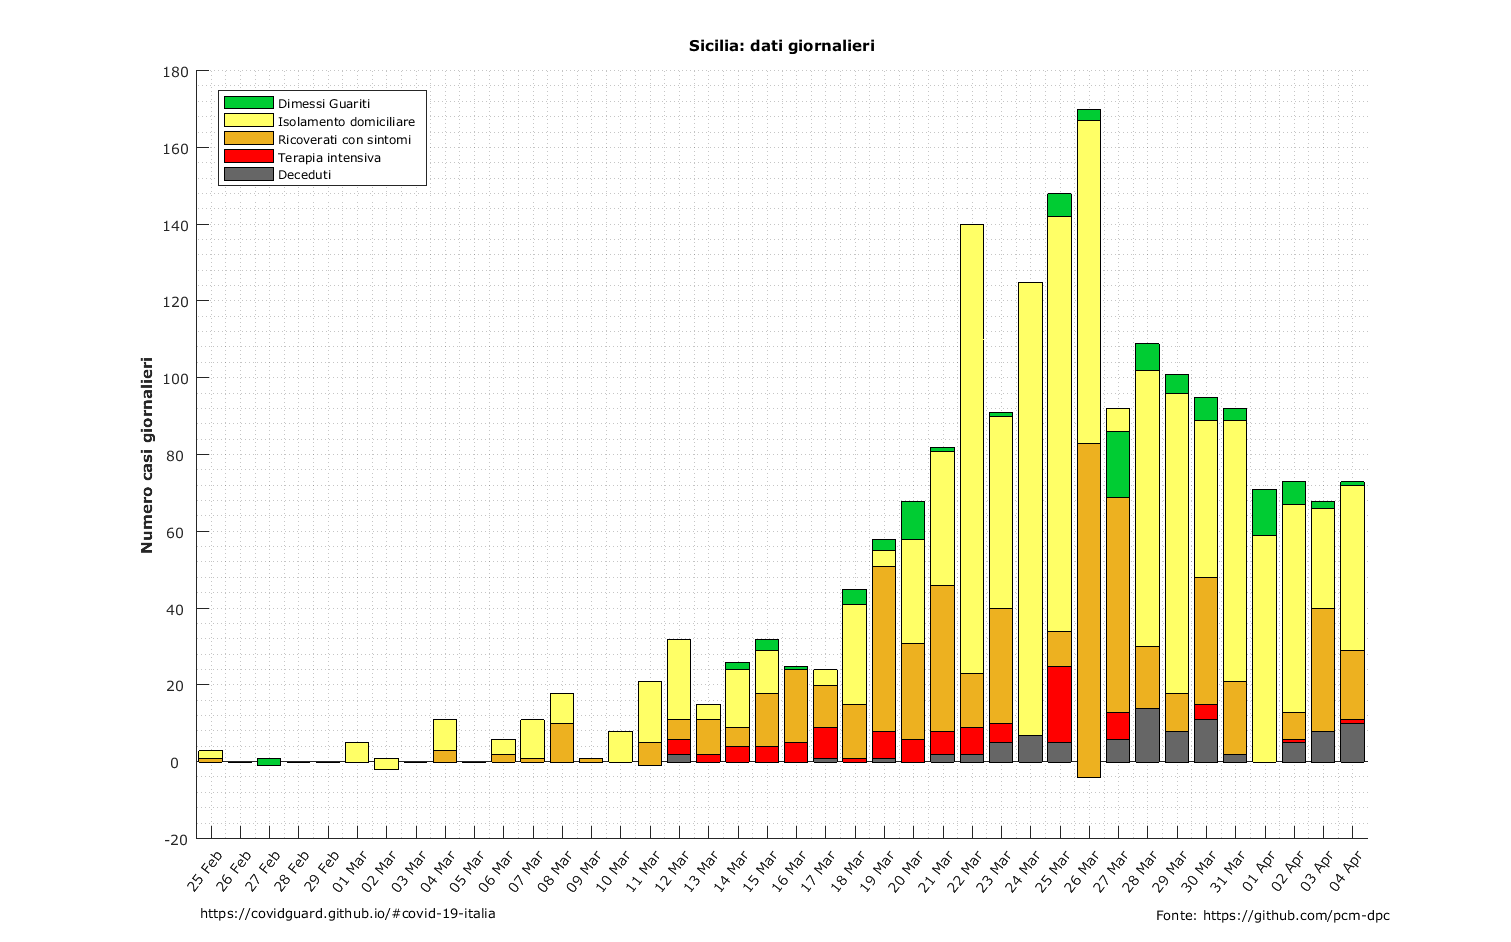 Sicilia: dati giornalieri
180
160
140
120
100
80
60
40
20
0
-20
Numero casi giornalieri
Dimessi Guariti
Isolamento domiciliare
Ricoverati con sintomi
Terapia intensiva
Deceduti
25 Feb
26 Feb
27 Feb
28 Feb
29 Feb
01 Mar
02 Mar
03 Mar
04 Mar
05 Mar
06 Mar
07 Mar
08 Mar
09 Mar
10 Mar
11 Mar
12 Mar
13 Mar
14 Mar
15 Mar
16 Mar
17 Mar
18 Mar
19 Mar
20 Mar
21 Mar
22 Mar
23 Mar
24 Mar
25 Mar
26 Mar
27 Mar
28 Mar
29 Mar
30 Mar
31 Mar
01 Apr
02 Apr
03 Apr
04 Apr
https://covidguard.github.io/#covid-19-italia
Fonte: https://github.com/pcm-dpc